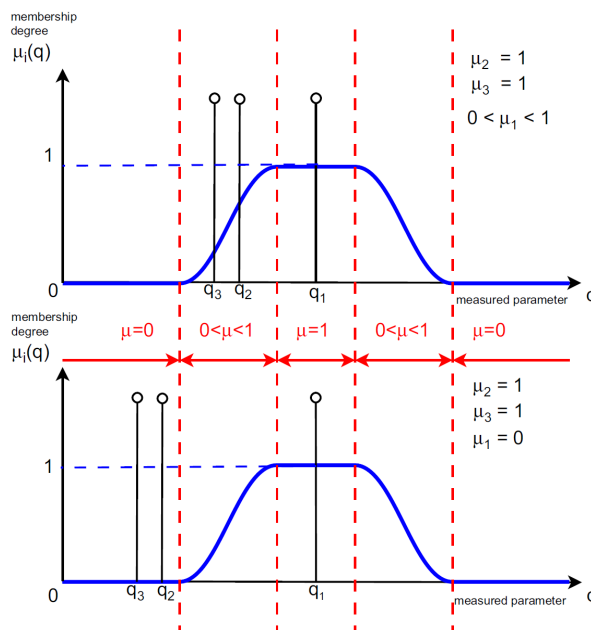 membership
degree
μᵢ(q)
μ₂ = 1
μ₃ = 1
0 < μ₁ < 1
1
0
q₃ q₂ q₁
measured parameter
membership
degree
μᵢ(q)
μ=0 0<μ<1 μ=1 0<μ<1 μ=0
μ₂ = 1
μ₃ = 1
μ₁ = 0
1
0
q₃ q₂ q₁
measured parameter